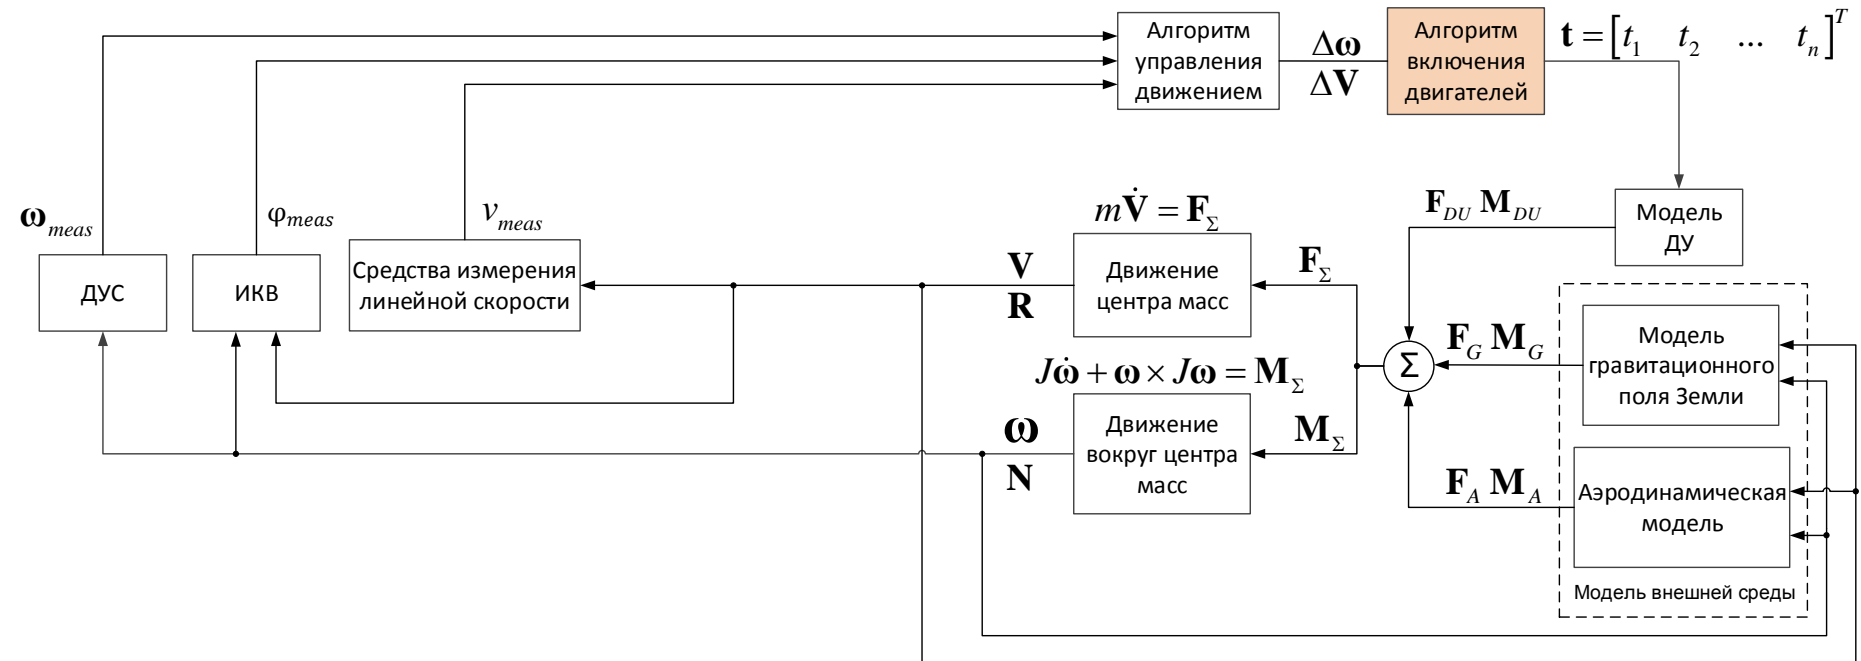 Алгоритм
управления
движением
Δω
ΔV
Алгоритм
включения
двигателей
t = [t₁ t₂ ... tₙ]ᵀ
ω_meas
φmeas
v_meas
ДУС
ИКВ
Средства измерения
линейной скорости
V
R
mV̇ = F_Σ
Движение
центра масс
F_Σ
F_DU M_DU
Модель
ДУ
Jω̇ + ω × Jω = M_Σ
ω
N
Движение
вокруг центра
масс
M_Σ
Σ
F_G M_G
Модель
гравитационного
поля Земли
F_A M_A
Аэродинамическая
модель
Модель внешней среды